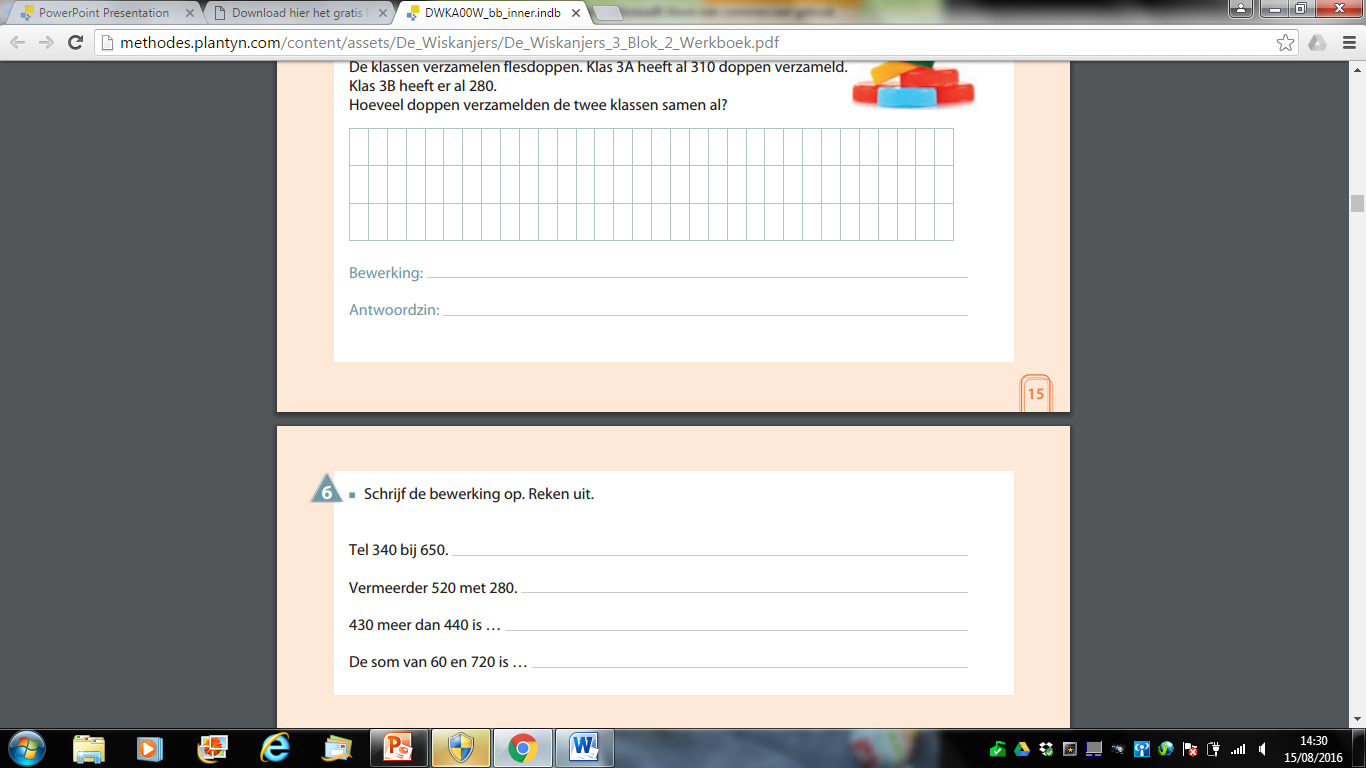 PowerPoint Presentation
Download hier het gratis
DWKA00W_bb_inner.indb
methodes.plantyn.com/content/assets/De_Wiskanjers/De_Wiskanjers_3_Blok_2_Werkboek.pdf
De klassen verzamelen flesdoppen. Klas 3A heeft al 310 doppen verzameld.
Klas 3B heeft er al 280.
Hoeveel doppen verzamelden de twee klassen samen al?
Bewerking:
Antwoordzin:
15
6 ▪ Schrijf de bewerking op. Reken uit.
Tel 340 bij 650.
Vermeerder 520 met 280.
430 meer dan 440 is …
De som van 60 en 720 is …
14:30
15/08/2016